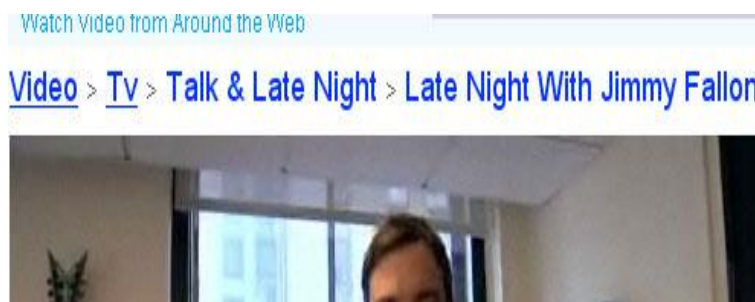 Watch Video from Around the Web
Video > Tv > Talk & Late Night > Late Night With Jimmy Fallon